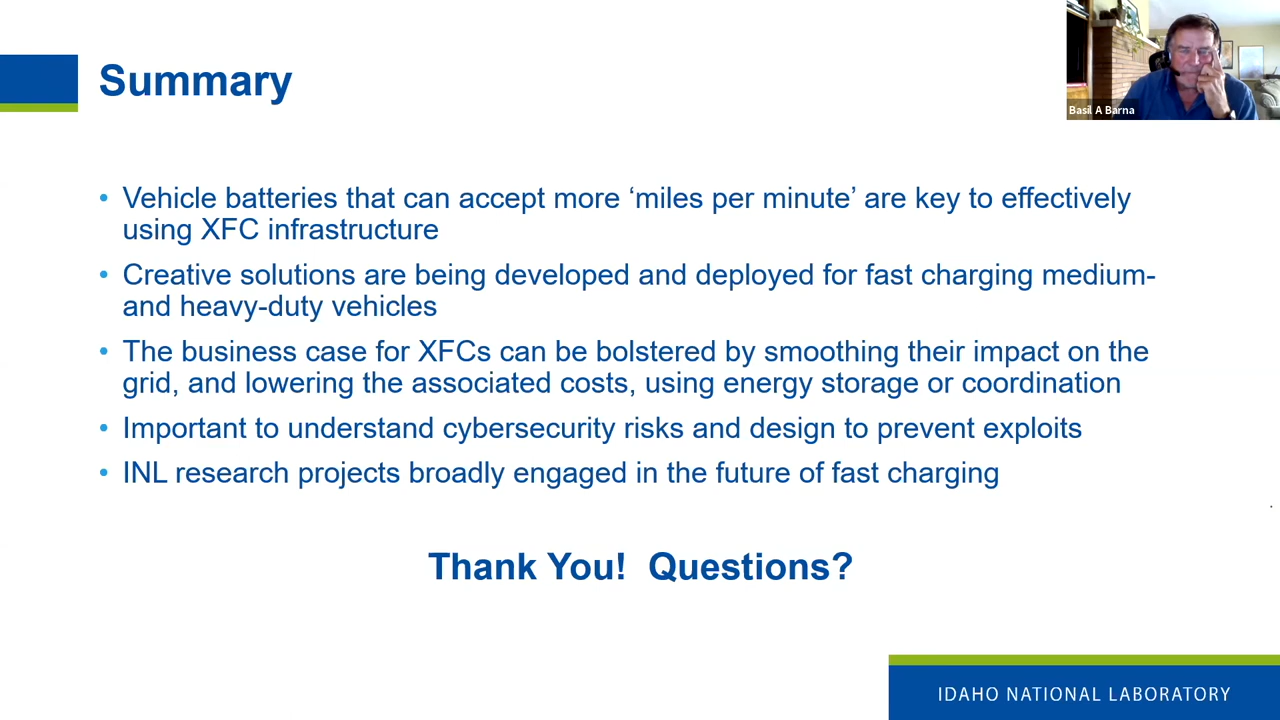 Summary
Basil A Barna
• Vehicle batteries that can accept more ‘miles per minute’ are key to effectively
using XFC infrastructure
• Creative solutions are being developed and deployed for fast charging medium-
and heavy-duty vehicles
• The business case for XFCs can be bolstered by smoothing their impact on the
grid, and lowering the associated costs, using energy storage or coordination
• Important to understand cybersecurity risks and design to prevent exploits
• INL research projects broadly engaged in the future of fast charging
Thank You!  Questions?
IDAHO NATIONAL LABORATORY